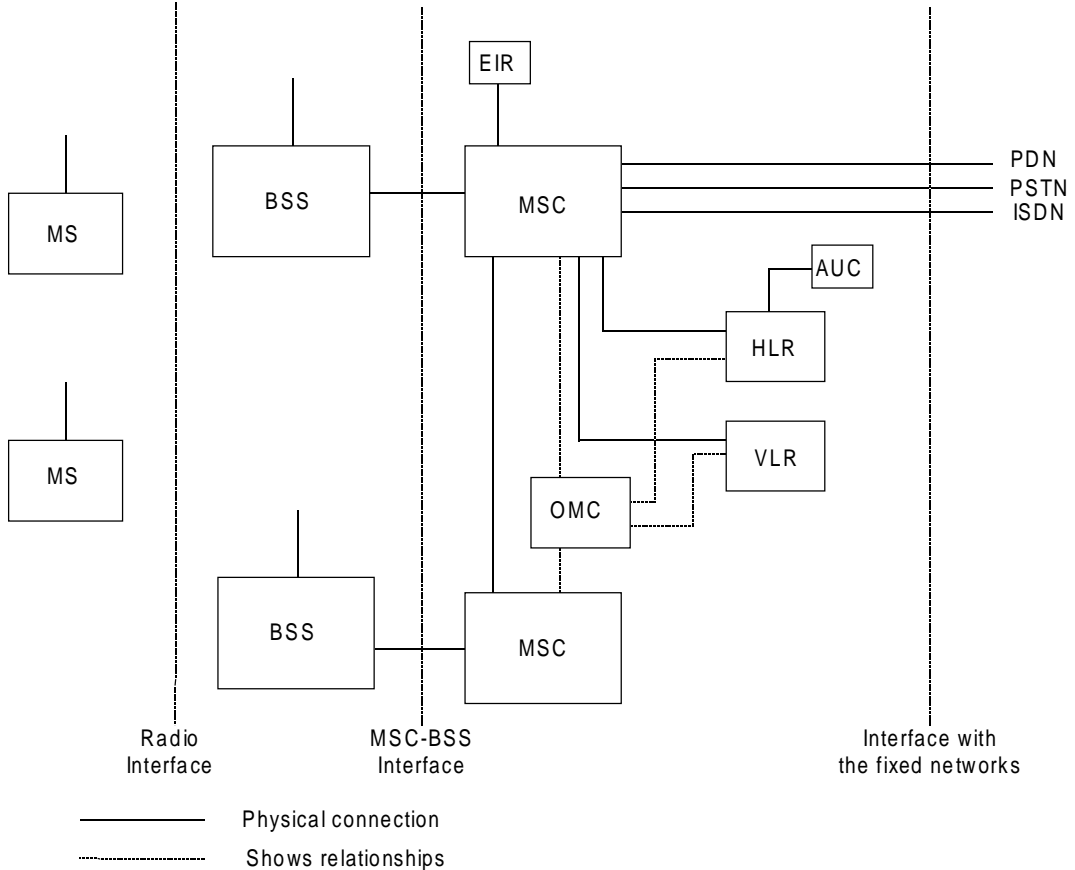 EIR
PDN
BSS
MSC
PSTN
MS
ISDN
AUC
HLR
MS
VLR
OMC
BSS
MSC
Radio
Interface
MSC-BSS
Interface
Interface with
the fixed networks
Physical connection
Shows relationships